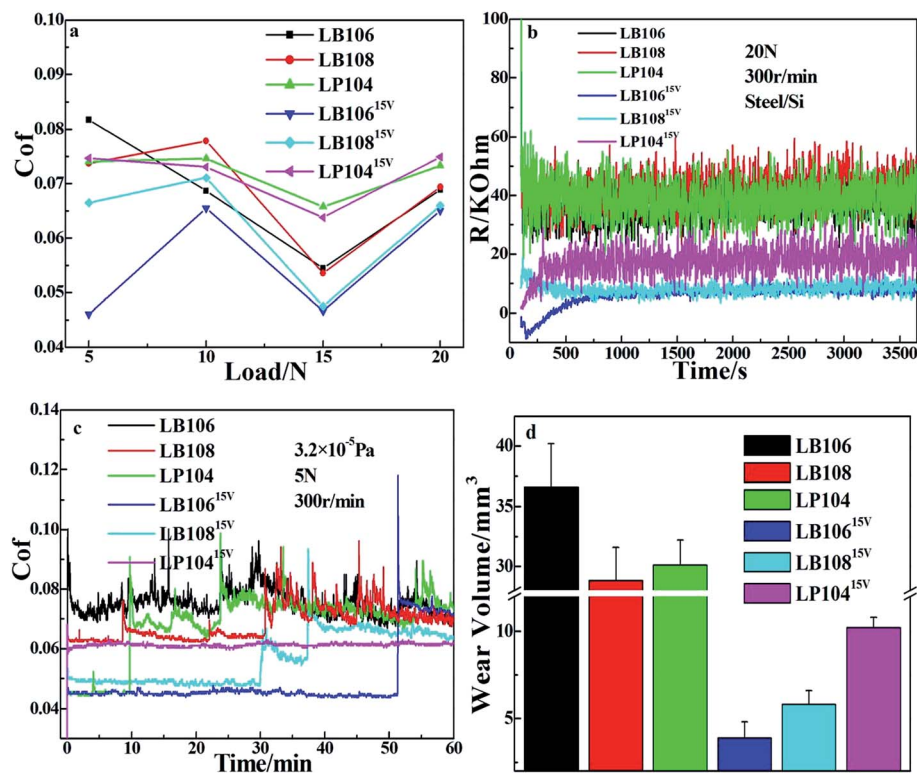 a
0.10
0.09
0.08
0.07
0.06
0.05
0.04
Cof
LB106
LB108
LP104
LB106^15V
LB108^15V
LP104^15V
5
10
15
20
Load/N
b
100
80
60
40
20
0
R/KOhm
LB106
LB108
LP104
LB106^15V
LB108^15V
LP104^15V
20N
300r/min
Steel/Si
0
500
1000
1500
2000
2500
3000
3500
Time/s
c
0.14
0.12
0.10
0.08
0.06
0.04
Cof
LB106
LB108
LP104
LB106^15V
LB108^15V
LP104^15V
3.2×10^-5Pa
5N
300r/min
0
10
20
30
40
50
60
Time/min
d
40
35
30
10
5
Wear Volume/mm^3
LB106
LB108
LP104
LB106^15V
LB108^15V
LP104^15V